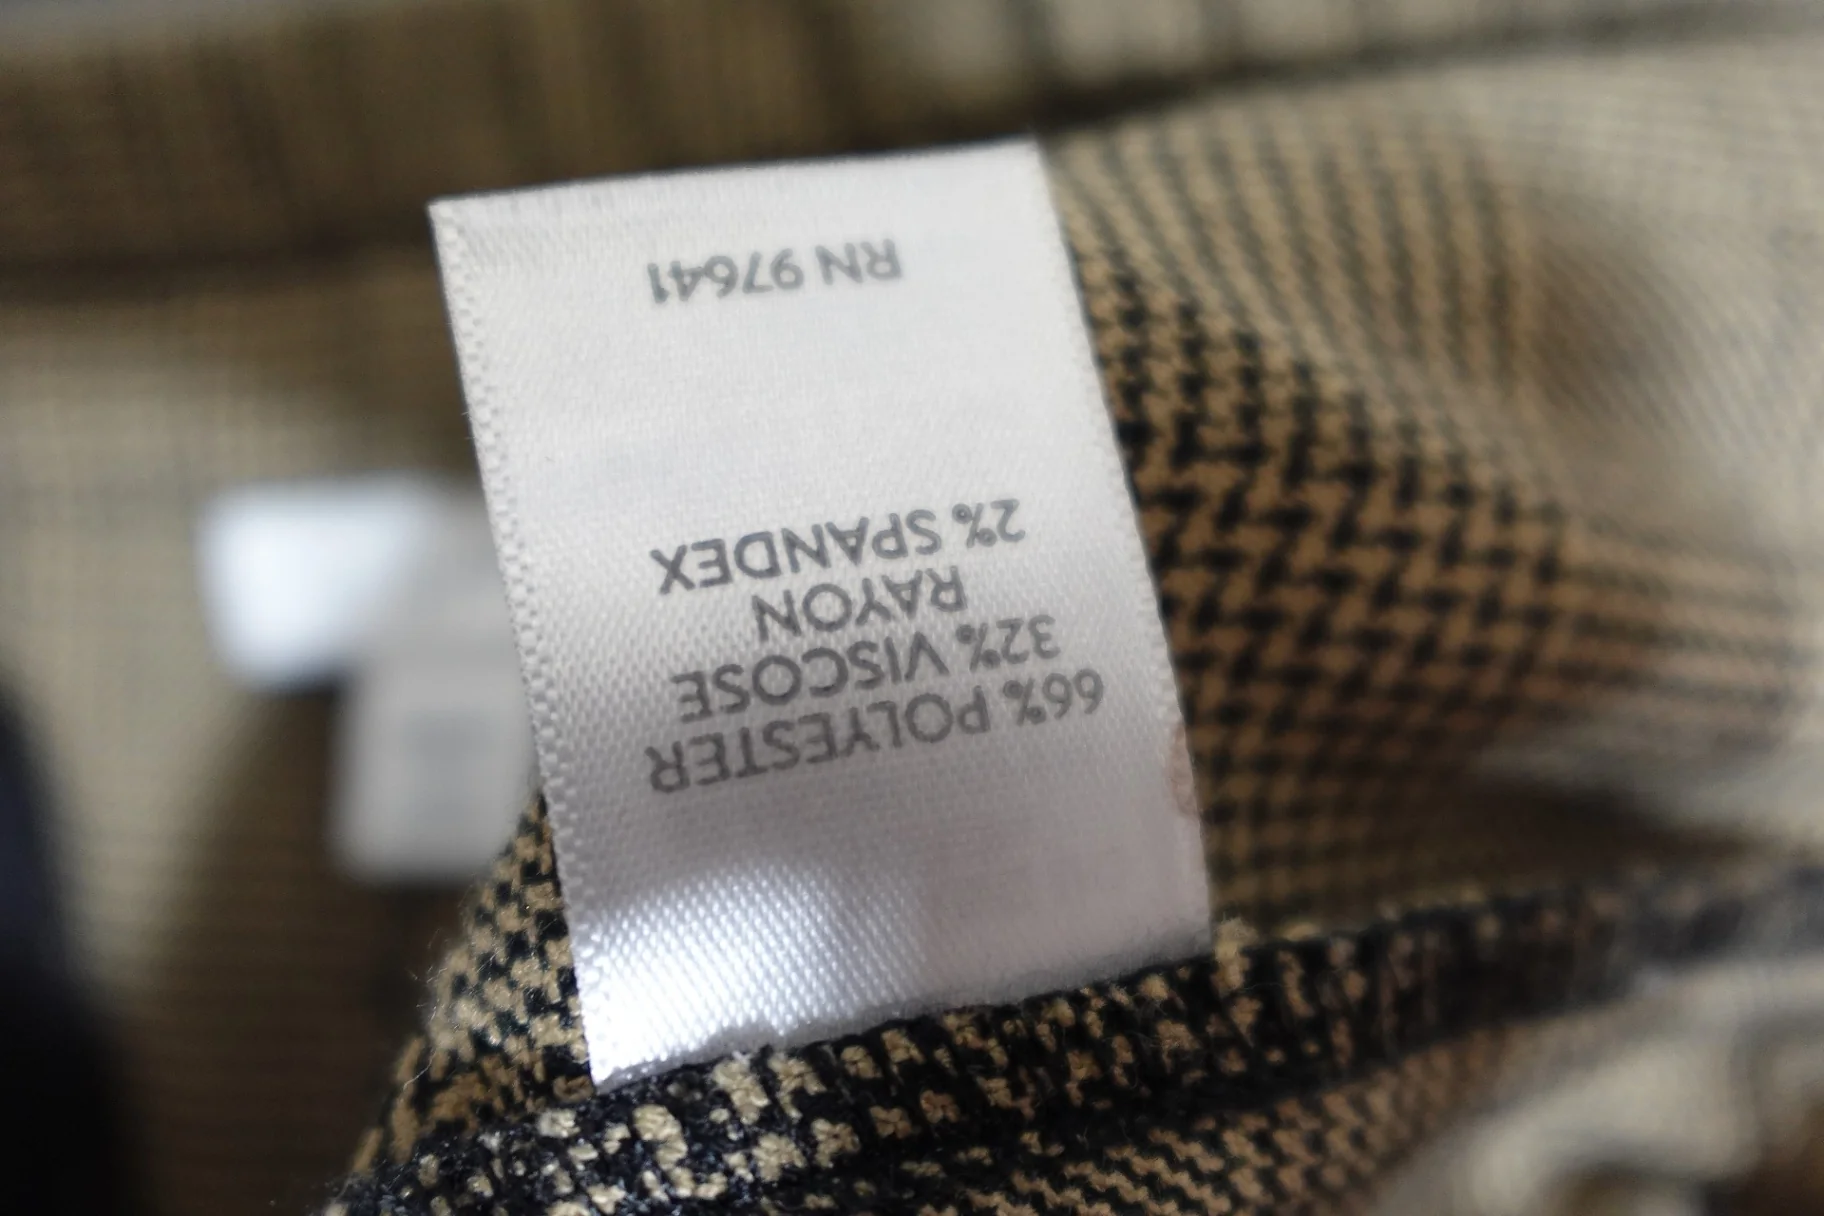 66% POLYESTER
32% VISCOSE
RAYON
2% SPANDEX
RN 97641